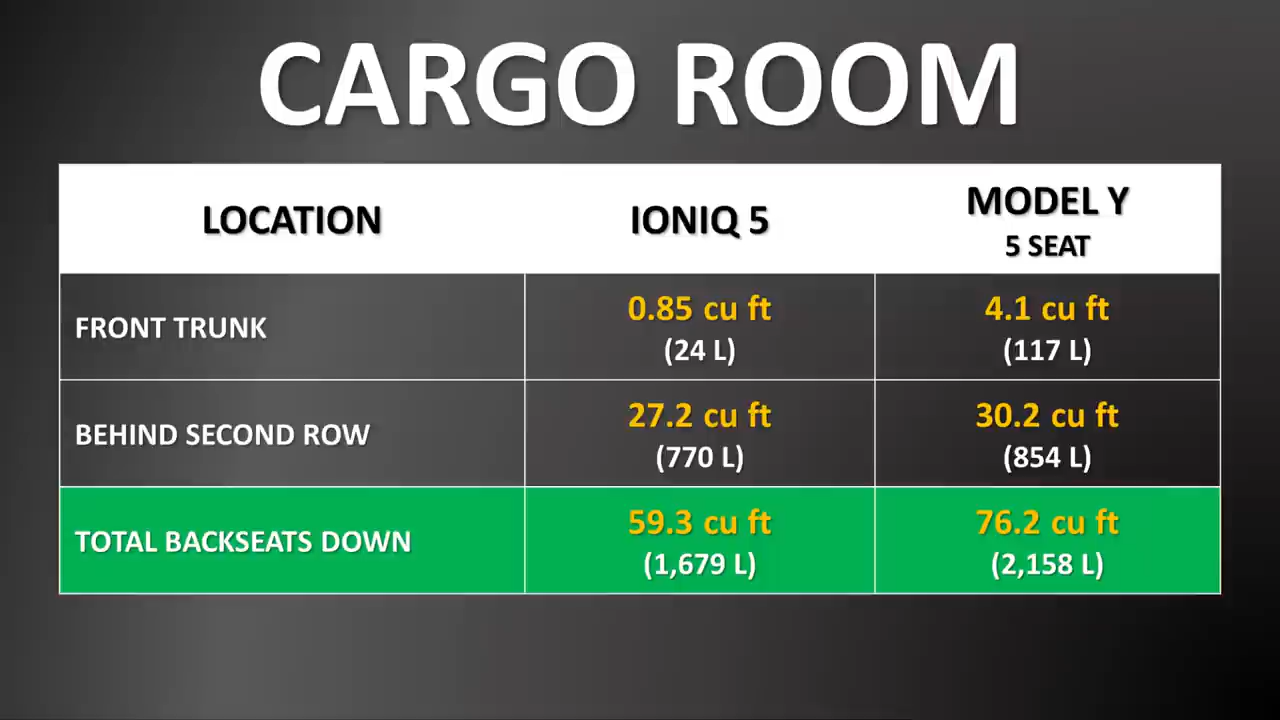 CARGO ROOM
LOCATION
IONIQ 5
MODEL Y
5 SEAT
FRONT TRUNK
0.85 cu ft
(24 L)
4.1 cu ft
(117 L)
BEHIND SECOND ROW
27.2 cu ft
(770 L)
30.2 cu ft
(854 L)
TOTAL BACKSEATS DOWN
59.3 cu ft
(1,679 L)
76.2 cu ft
(2,158 L)